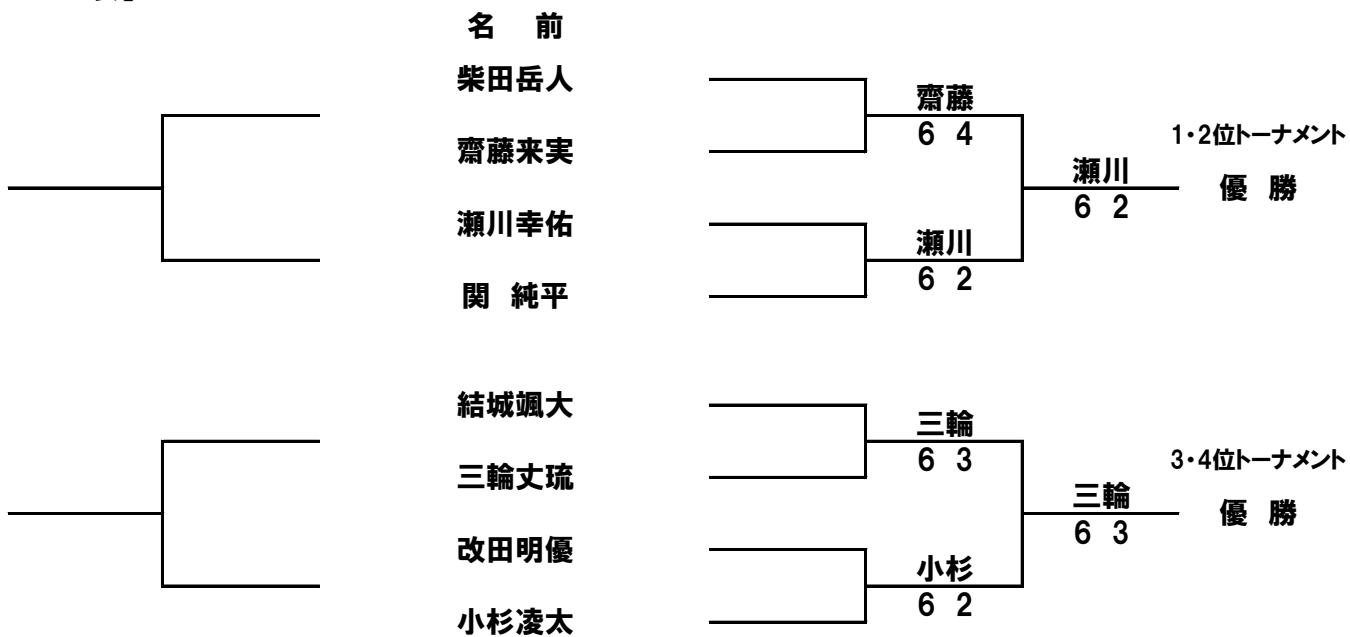 名 前
柴田岳人
齋藤
6 4
1・2位トーナメント
齋藤来実
瀬川
6 2
優 勝
瀬川幸佑
瀬川
6 2
関 純平
結城颯大
三輪
6 3
3・4位トーナメント
三輪丈琉
三輪
6 3
優 勝
改田明優
小杉
6 2
小杉凌太